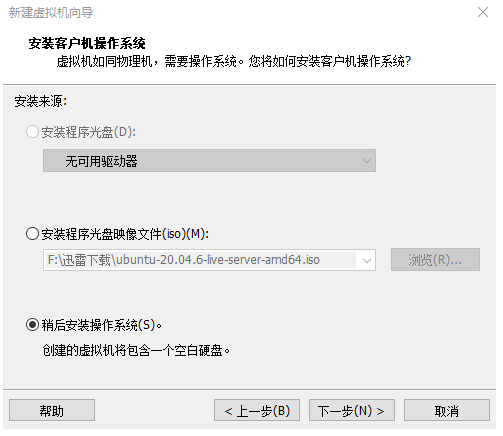 新建虚拟机向导
安装客户机操作系统
虚拟机如同物理机，需要操作系统。您将如何安装客户机操作系统?
安装来源:
安装程序光盘(D):
无可用驱动器
安装程序光盘映像文件(iso)(M):
F:\迅雷下载\ubuntu-20.04.6-live-server-amd64.iso
浏览(R)...
稍后安装操作系统(S)。
创建的虚拟机将包含一个空白硬盘。
帮助
< 上一步(B)
下一步(N) >
取消